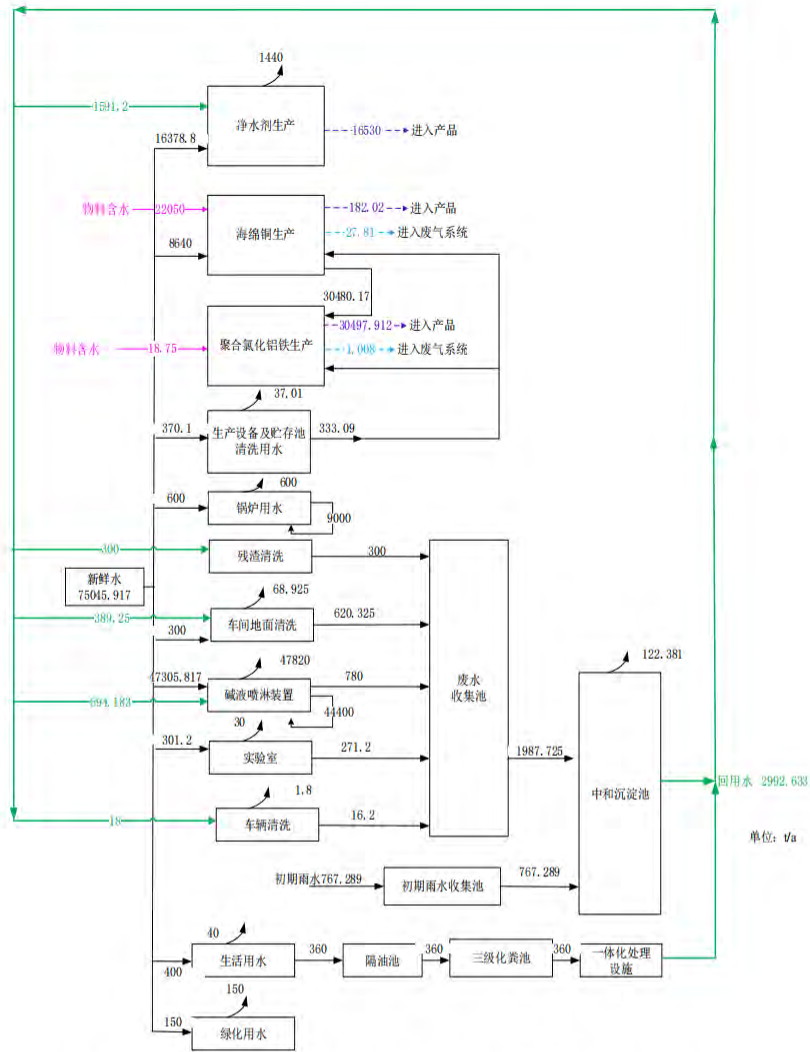 1440
1591.2
净水剂生产
16530
进入产品
16378.8
物料含水
22050
182.02
进入产品
海绵铜生产
27.81
进入废气系统
8640
30480.17
30497.912
进入产品
聚合氯化铝铁生产
物料含水
18.75
1.008
进入废气系统
37.01
370.1
生产设备及贮存池
清洗用水
333.09
600
600
锅炉用水
9000
300
残渣清洗
300
新鲜水
75045.917
68.925
389.25
车间地面清洗
620.325
300
47820
122.381
47305.817
碱液喷淋装置
780
废水
收集池
694.183
44400
30
301.2
实验室
271.2
1987.725
回用水 2992.633
中和沉淀池
1.8
18
车辆清洗
16.2
单位: t/a
初期雨水767.289
初期雨水收集池
767.289
40
400
生活用水
360
隔油池
360
三级化粪池
360
一体化处理
设施
150
150
绿化用水